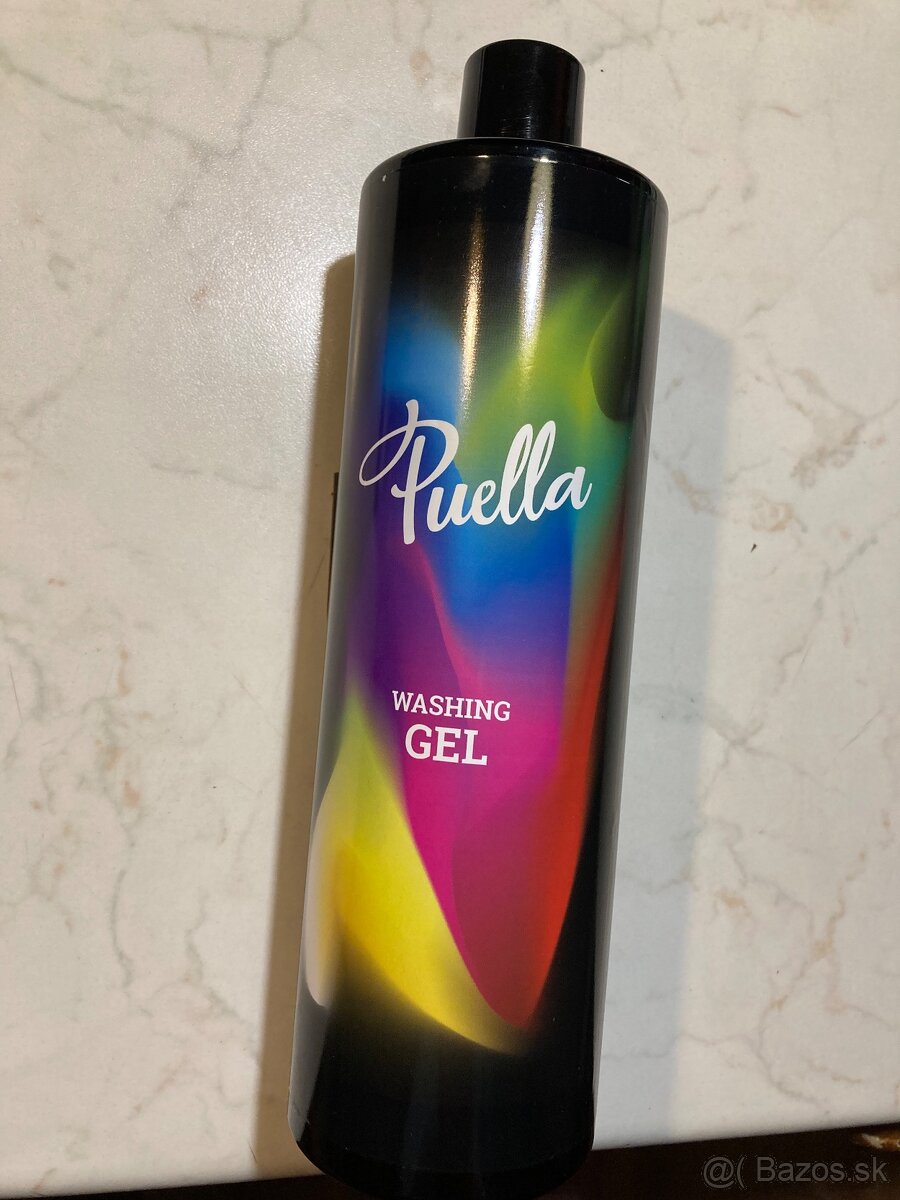 Puella
WASHING
GEL
@( Bazos.sk